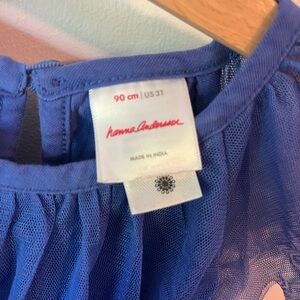 90 cm | US 3T
hanna andersson
MADE IN INDIA